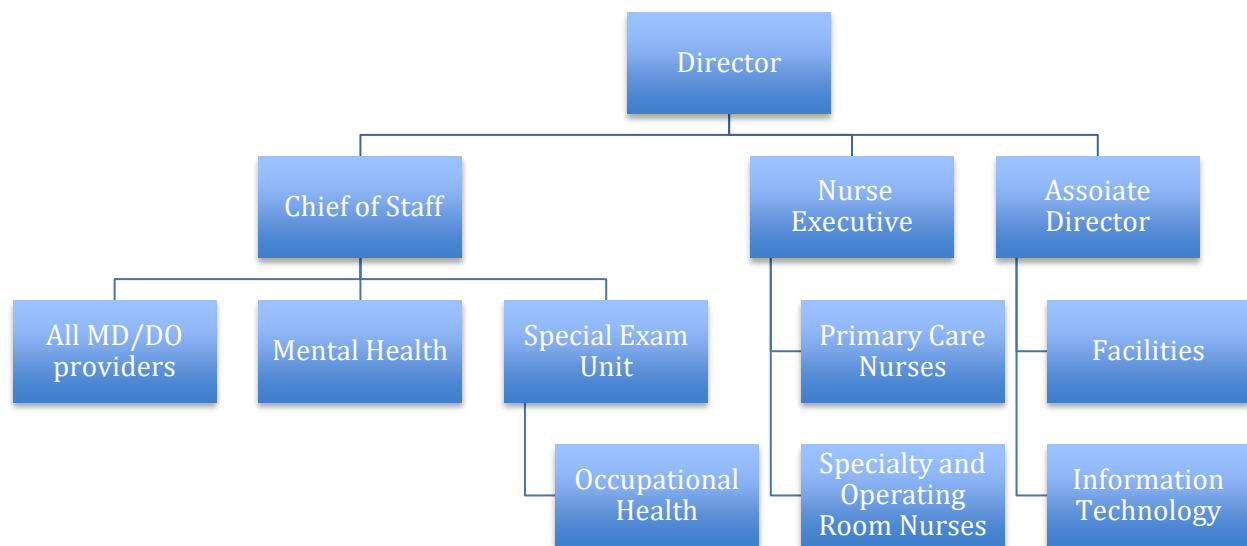 Director
Chief of Staff
Nurse
Executive
Assoiate
Director
All MD/DO
providers
Mental Health
Special Exam
Unit
Primary Care
Nurses
Facilities
Occupational
Health
Specialty and
Operating
Room Nurses
Information
Technology